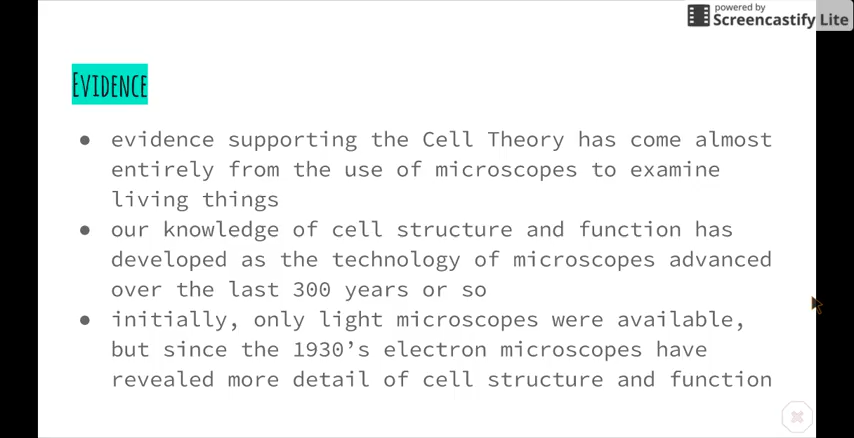 powered by
Screencastify Lite
Evidence
● evidence supporting the Cell Theory has come almost
entirely from the use of microscopes to examine
living things
● our knowledge of cell structure and function has
developed as the technology of microscopes advanced
over the last 300 years or so
● initially, only light microscopes were available,
but since the 1930’s electron microscopes have
revealed more detail of cell structure and function